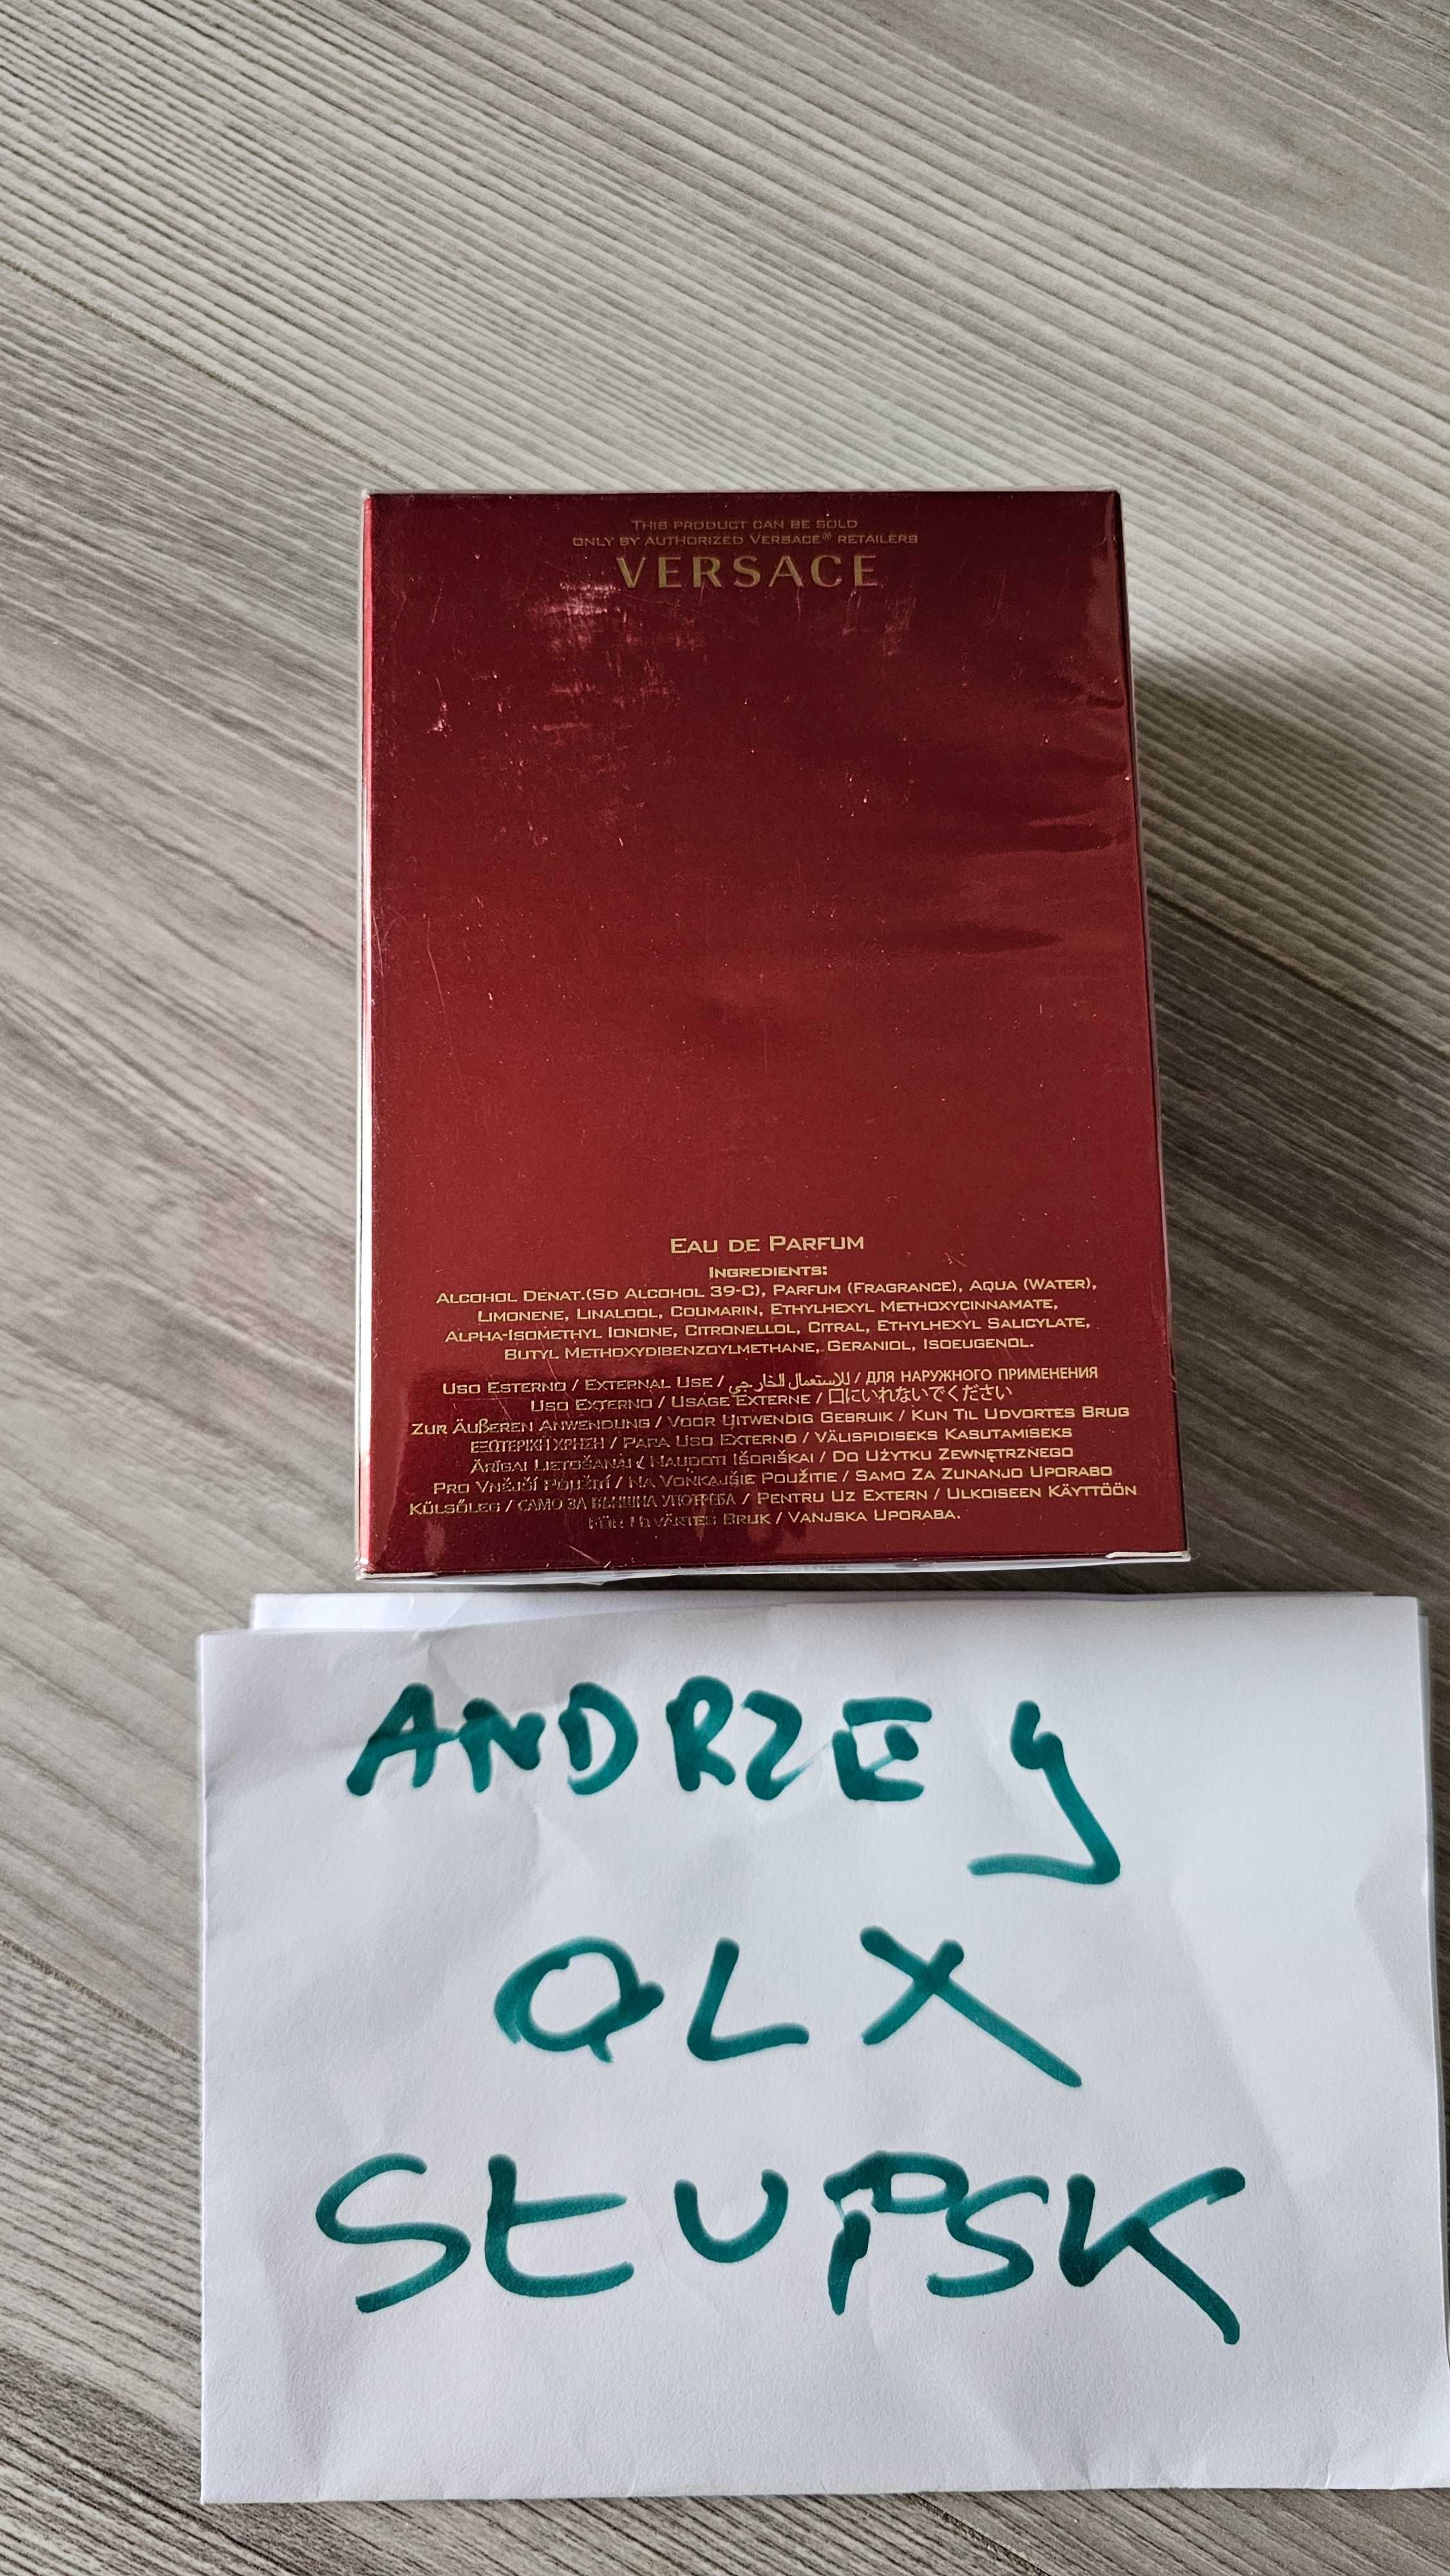 THIS PRODUCT CAN BE SOLD
ONLY BY AUTHORIZED VERSACE® RETAILERS
VERSACE
EAU DE PARFUM
INGREDIENTS:
ALCOHOL DENAT.(SD ALCOHOL 39-C), PARFUM (FRAGRANCE), AQUA (WATER),
LIMONENE, LINALOOL, COUMARIN, ETHYLHEXYL METHOXYCINNAMATE,
ALPHA-ISOMETHYL IONONE, CITRONELLOL, CITRAL, ETHYLHEXYL SALICYLATE,
BUTYL METHOXYDIBENZOYLMETHANE, GERANIOL, ISOEUGENOL.
USO ESTERNO / EXTERNAL USE / للاستعمال الخارجي / ДЛЯ НАРУЖНОГО ПРИМЕНЕНИЯ
USO EXTERNO / USAGE EXTERNE / 口にいれないでください
ZUR ÄUßEREN ANWENDUNG / VOOR UITWENDIG GEBRUIK / KUN TIL UDVORTES BRUG
ΕΞΩΤΕΡΙΚΗ ΧΡΗΣΗ / PARA USO EXTERNO / VÄLISPIDISEKS KASUTAMISEKS
ĀRĪGAI LIETOŠANAI / NAUDOTI IŠORIŠKAI / DO UŻYTKU ZEWNĘTRZNEGO
PRO VNĚJŠÍ POUŽITÍ / NA VONKAJŠIE POUŽITIE / SAMO ZA ZUNANJO UPORABO
KÜLSŐLEG / САМО ЗА ВЪНШНА УПОТРЕБА / PENTRU UZ EXTERN / ULKOISEEN KÄYTTÖÖN
FÖR UTVÄRTES BRUK / VANJSKA UPORABA.
ANDRZEJ
OLX
SŁUPSK